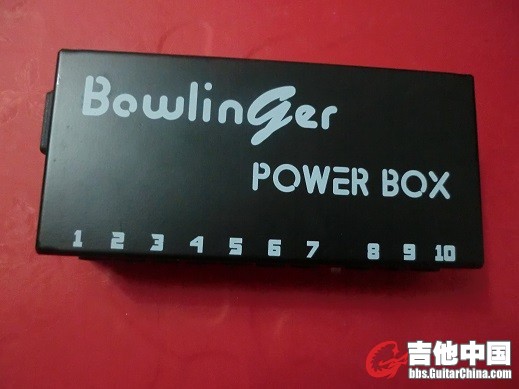 BowlinGer
POWER BOX
1 2 3 4 5 6 7 8 9 10
吉他中国
bbs.GuitarChina.com